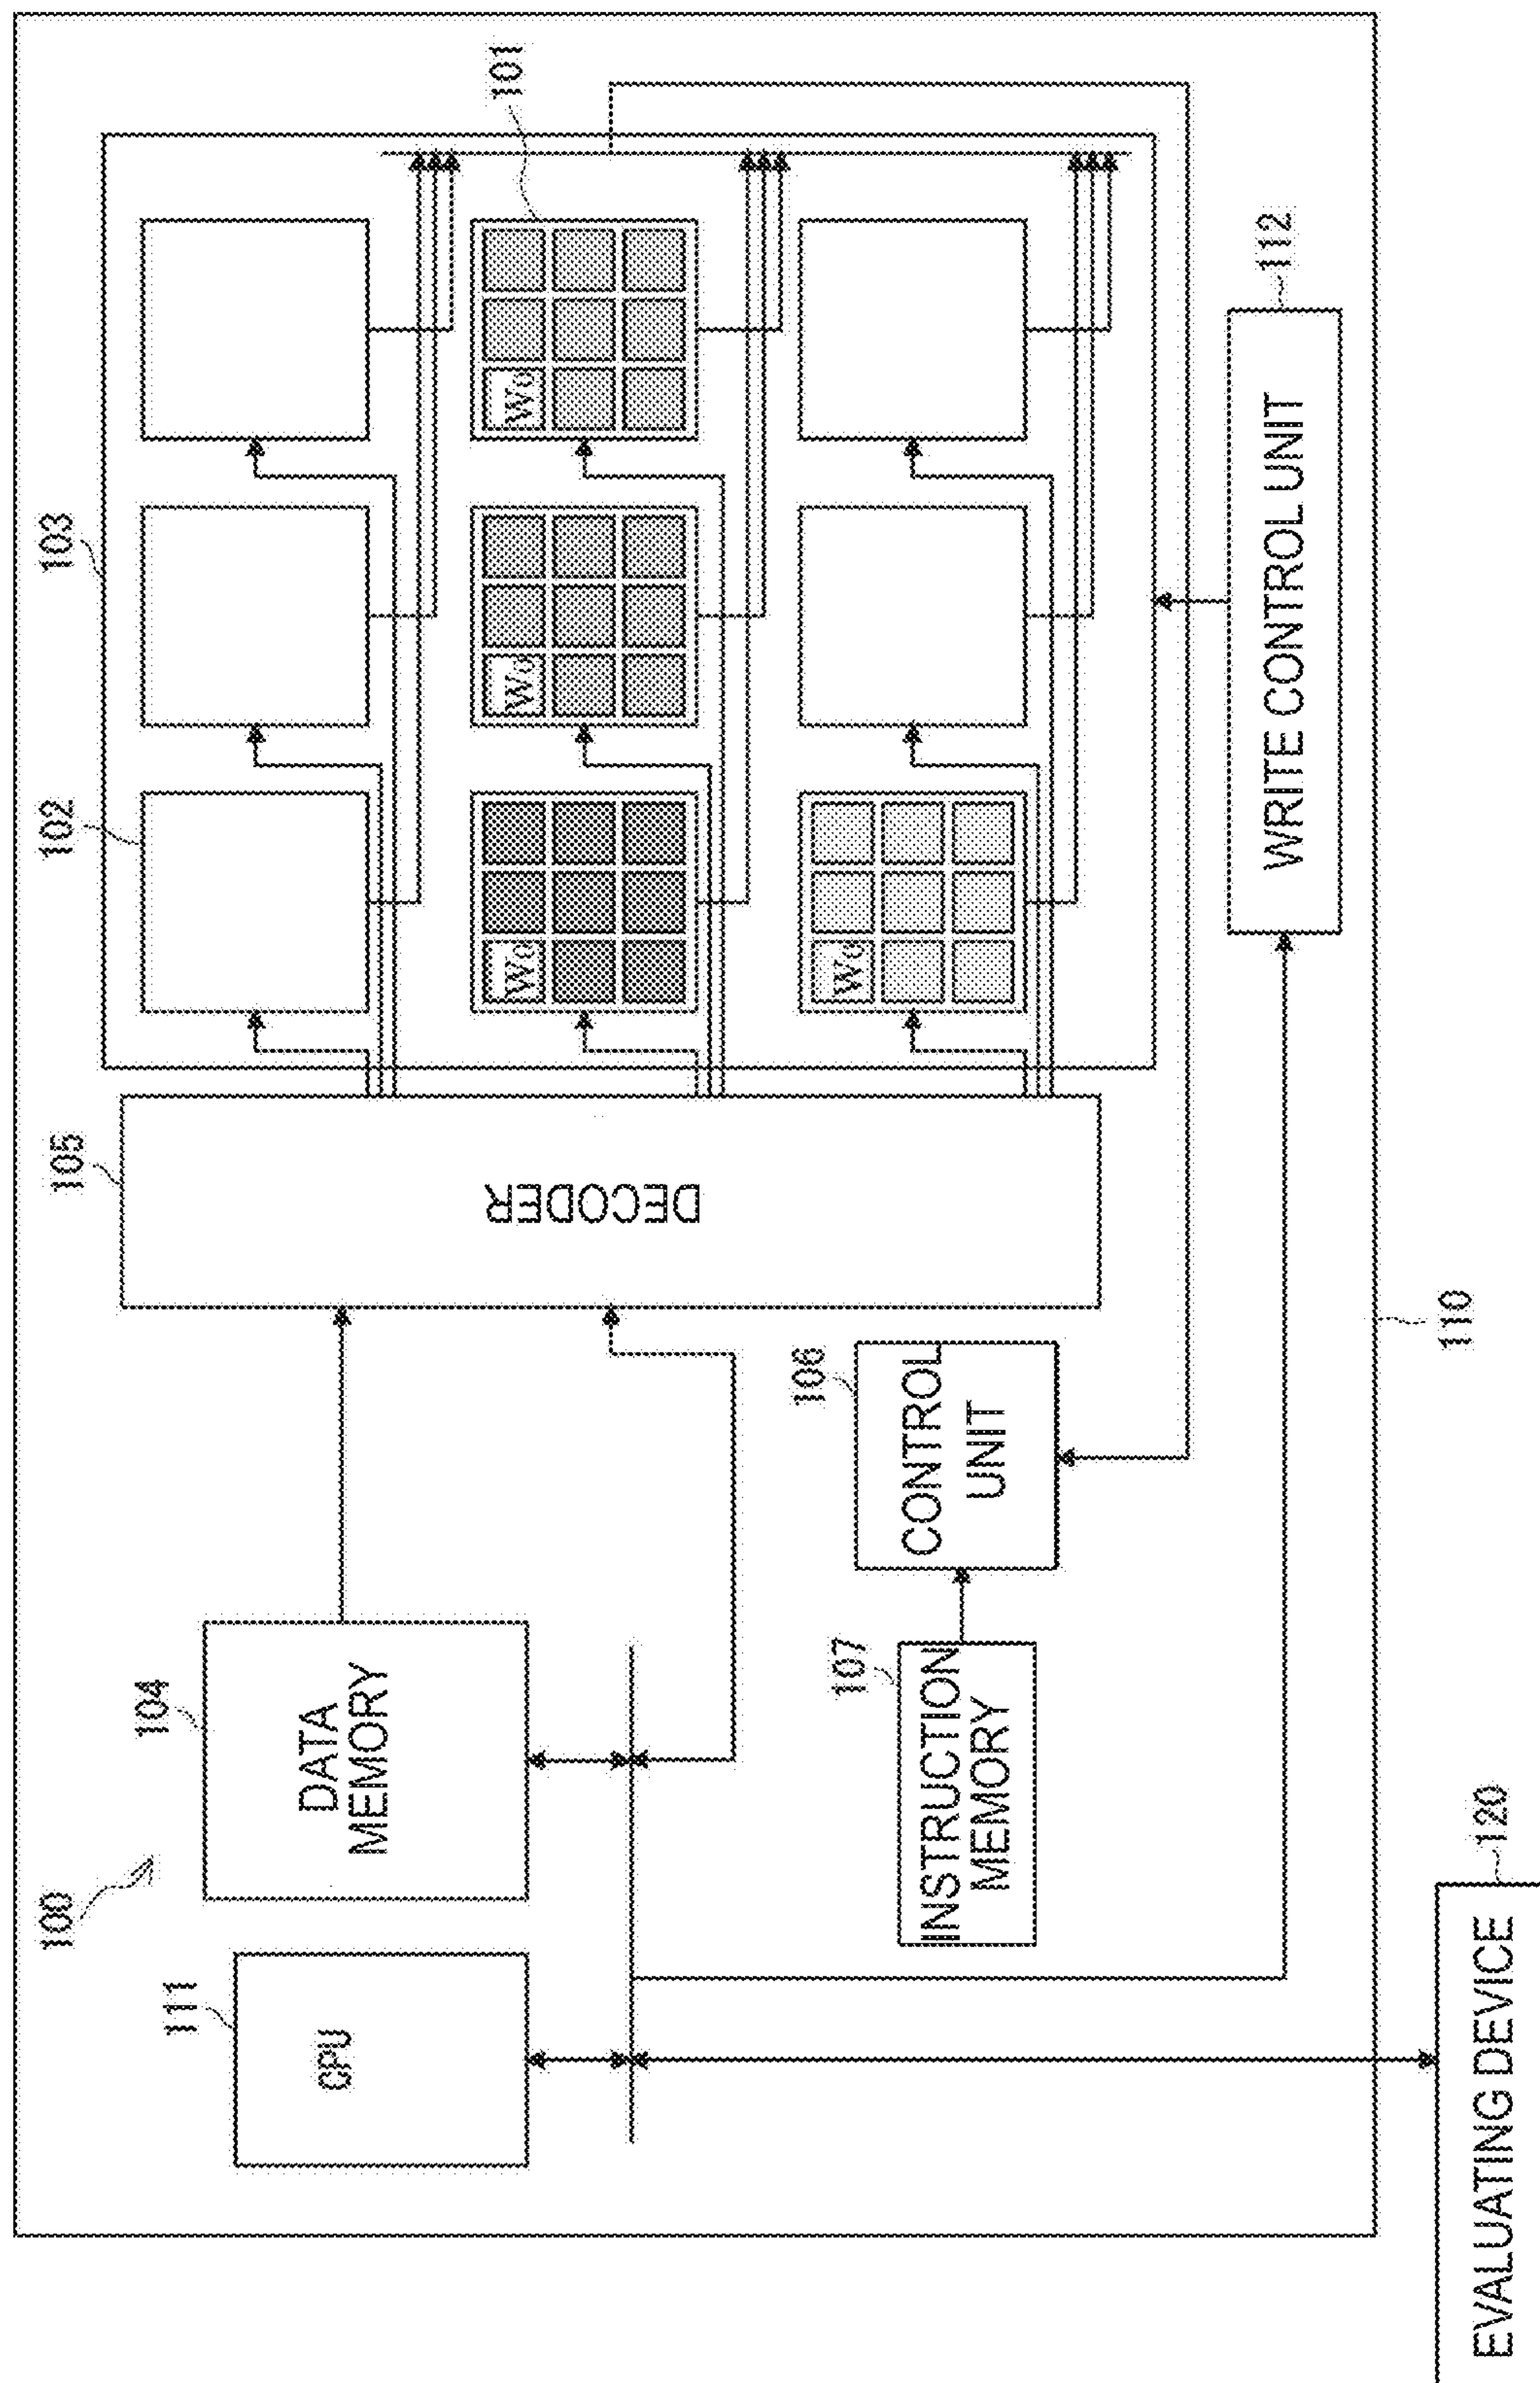 100
111
CPU
104
DATA
MEMORY
105
DECODER
102
103
101
W₀
W₀
W₀
W₀
107
INSTRUCTION
MEMORY
106
CONTROL
UNIT
WRITE CONTROL UNIT
112
110
EVALUATING DEVICE
120